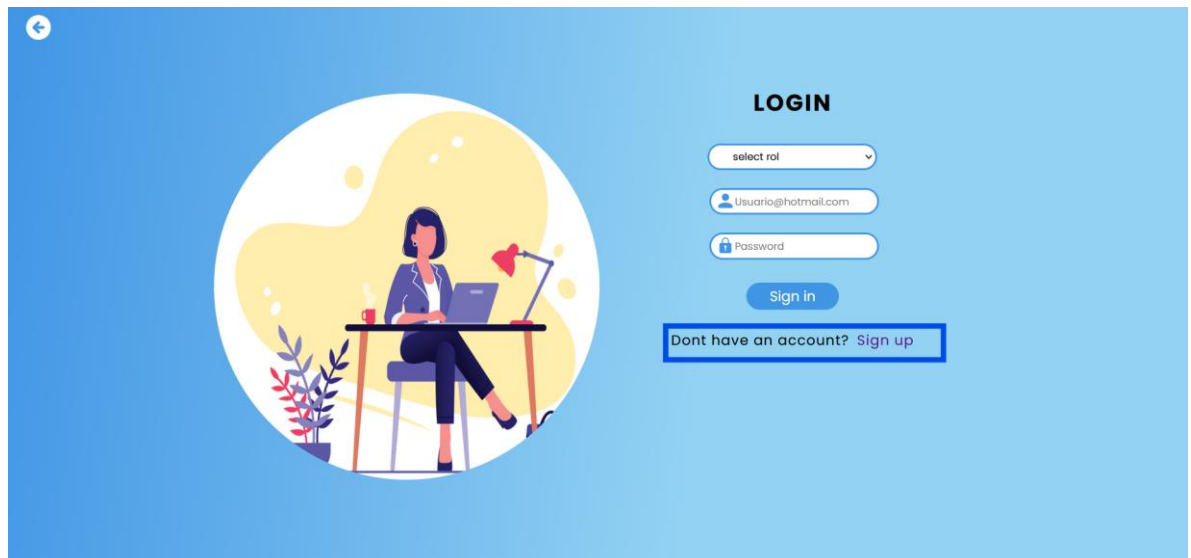 LOGIN
select rol
Usuario@hotmail.com
Password
Sign in
Dont have an account? Sign up